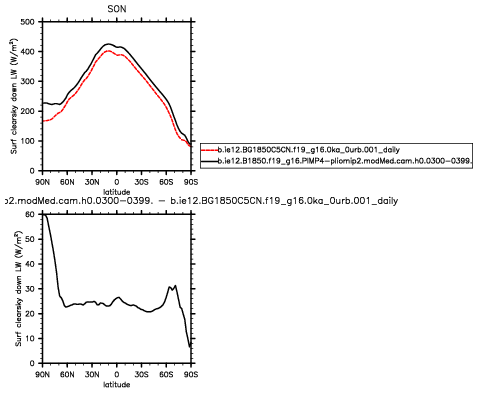 SON
500
400
300
200
100
0
Surf clearsky down LW (W/m²)
90N 60N 30N 0 30S 60S 90S
latitude
b.ie12.BG1850C5CN.f19_g16.0ka_0urb.001_daily
b.ie12.B1850.f19_g16.PlMP4-pliomip2.modMed.cam.h0.0300-0399.
o2.modMed.cam.h0.0300-0399. - b.ie12.BG1850C5CN.f19_g16.0ka_0urb.001_daily
60
50
40
30
20
10
0
Surf clearsky down LW (W/m²)
90N 60N 30N 0 30S 60S 90S
latitude